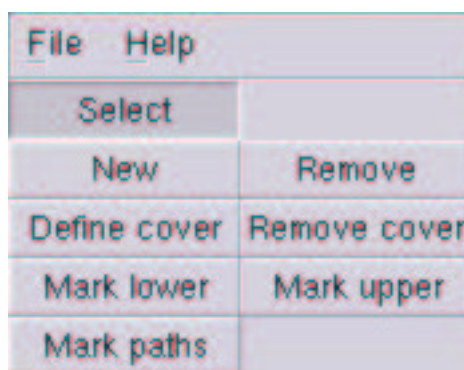 File Help
Select
New Remove
Define cover Remove cover
Mark lower Mark upper
Mark paths